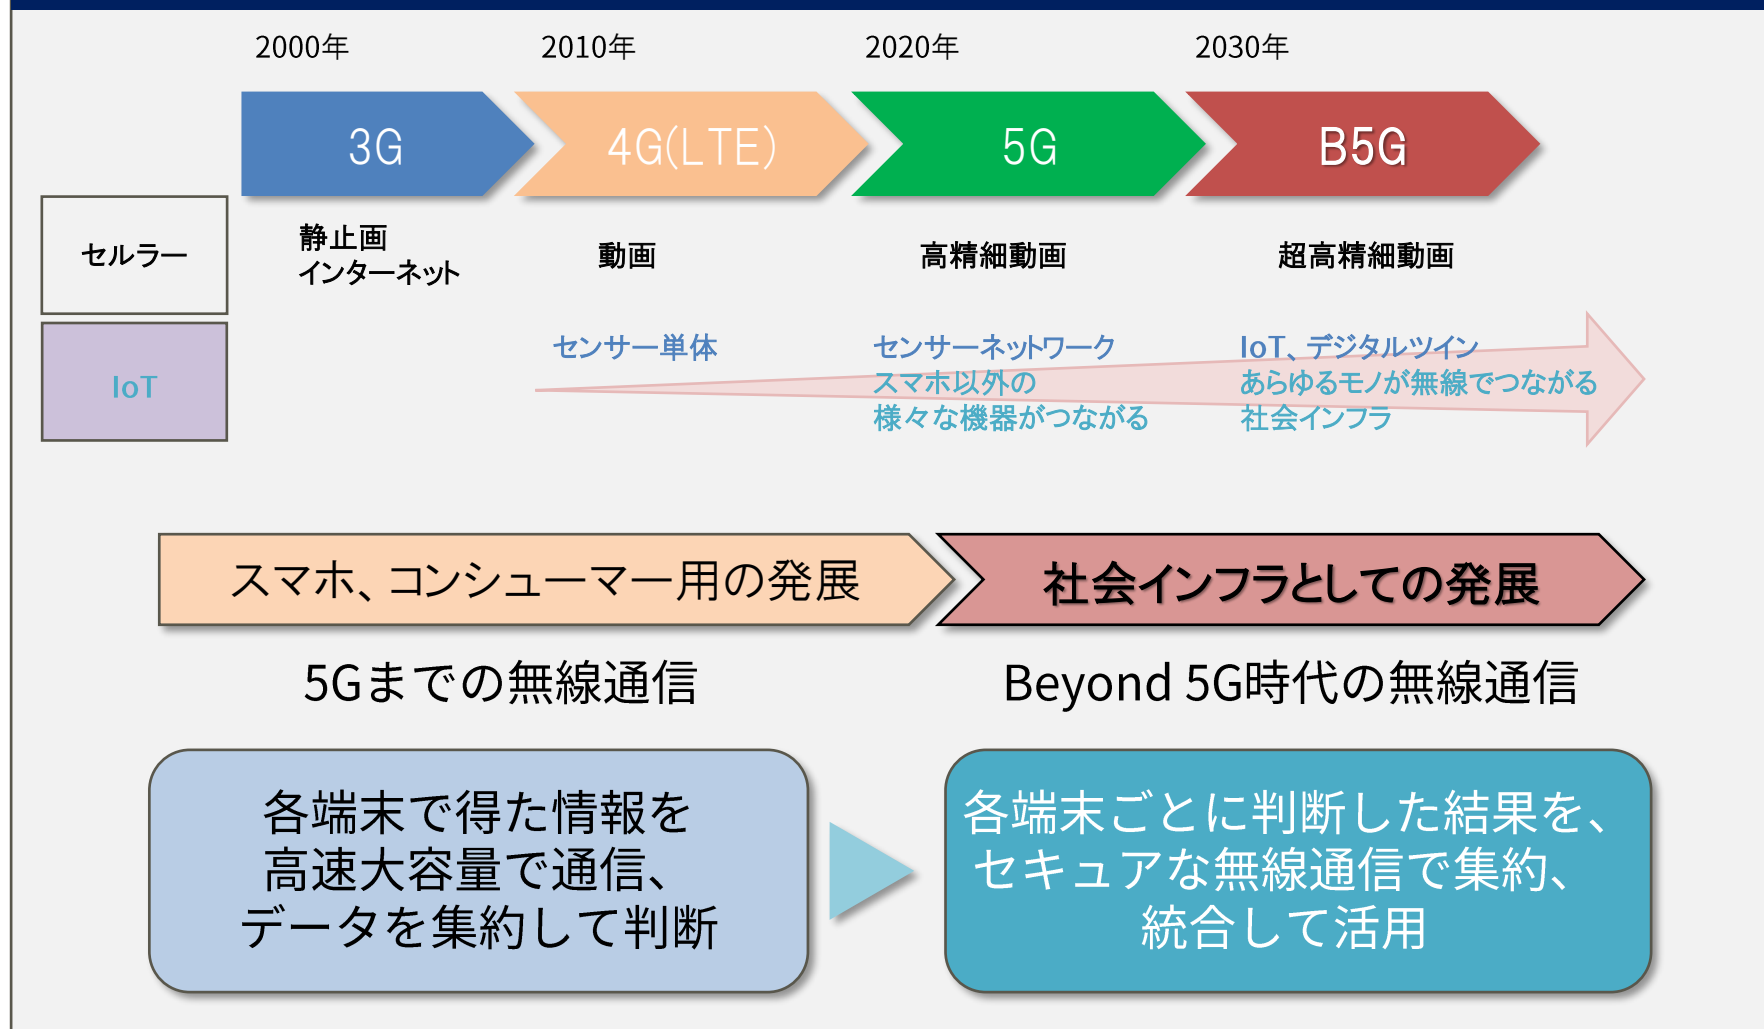 2000年
2010年
2020年
2030年
3G
4G(LTE)
5G
B5G
セルラー
静止画
インターネット
動画
高精細動画
超高精細動画
IoT
センサー単体
センサーネットワーク
スマホ以外の
様々な機器がつながる
IoT、デジタルツイン
あらゆるモノが無線でつながる
社会インフラ
スマホ、コンシューマー用の発展
社会インフラとしての発展
5Gまでの無線通信
Beyond 5G時代の無線通信
各端末で得た情報を
高速大容量で通信、
データを集約して判断
各端末ごとに判断した結果を、
セキュアな無線通信で集約、
統合して活用